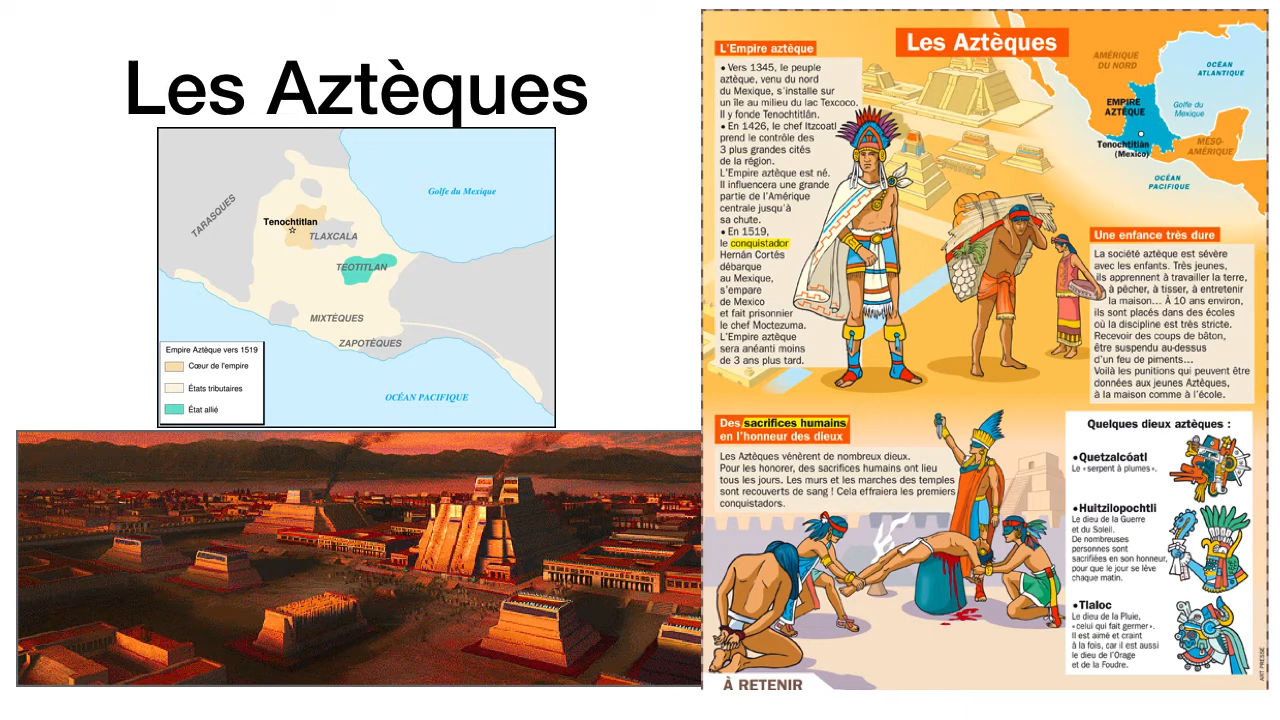 Les Aztèques
Golfe du Mexique
TARASQUES
Tenochtitlan
TLAXCALA
TEOTITLAN
MIXTÈQUES
ZAPOTÈQUES
OCÉAN PACIFIQUE
Empire Aztèque vers 1519
Cœur de l'empire
États tributaires
État allié
Les Aztèques
AMÉRIQUE
DU NORD
OCÉAN
ATLANTIQUE
EMPIRE
AZTÈQUE
Golfe du
Mexique
Tenochtitlán
(Mexico)
MESO-
AMÉRIQUE
OCÉAN
PACIFIQUE
L'Empire aztèque
• Vers 1345, le peuple
aztèque, venu du nord
du Mexique, s'installe sur
un île au milieu du lac Texcoco.
Il y fonde Tenochtitlán.
• En 1426, le chef Itzcoatl
prend le contrôle des
3 plus grandes cités
de la région.
L'Empire aztèque est né.
Il influencera une grande
partie de l'Amérique
centrale jusqu'à
sa chute.
• En 1519,
le conquistador
Hernán Cortés
débarque
au Mexique,
s'empare
de Mexico
et fait prisonnier
le chef Moctezuma.
L'Empire aztèque
sera anéanti moins
de 3 ans plus tard.
Une enfance très dure
La société aztèque est sévère
avec les enfants. Très jeunes,
ils apprennent à travailler la terre,
à pêcher, à tisser, à entretenir
la maison... À 10 ans environ,
ils sont placés dans des écoles
où la discipline est très stricte.
Recevoir des coups de bâton,
être suspendu au-dessus
d'un feu de piments...
Voilà les punitions qui peuvent être
données aux jeunes Aztèques,
à la maison comme à l'école.
Des sacrifices humains
en l'honneur des dieux
Les Aztèques vénèrent de nombreux dieux.
Pour les honorer, des sacrifices humains ont lieu
tous les jours. Les murs et les marches des temples
sont recouverts de sang ! Cela effraiera les premiers
conquistadors.
Quelques dieux aztèques :
• Quetzalcóatl
Le « serpent à plumes ».
• Huitzilopochtli
Le dieu de la Guerre
et du Soleil.
De nombreuses
personnes sont
sacrifiées en son honneur,
pour que le jour se lève
chaque matin.
• Tlaloc
Le dieu de la Pluie,
« celui qui fait germer ».
Il est aimé et craint
à la fois, car il est aussi
le dieu de l'Orage
et de la Foudre.
ART PRESSE
À RETENIR